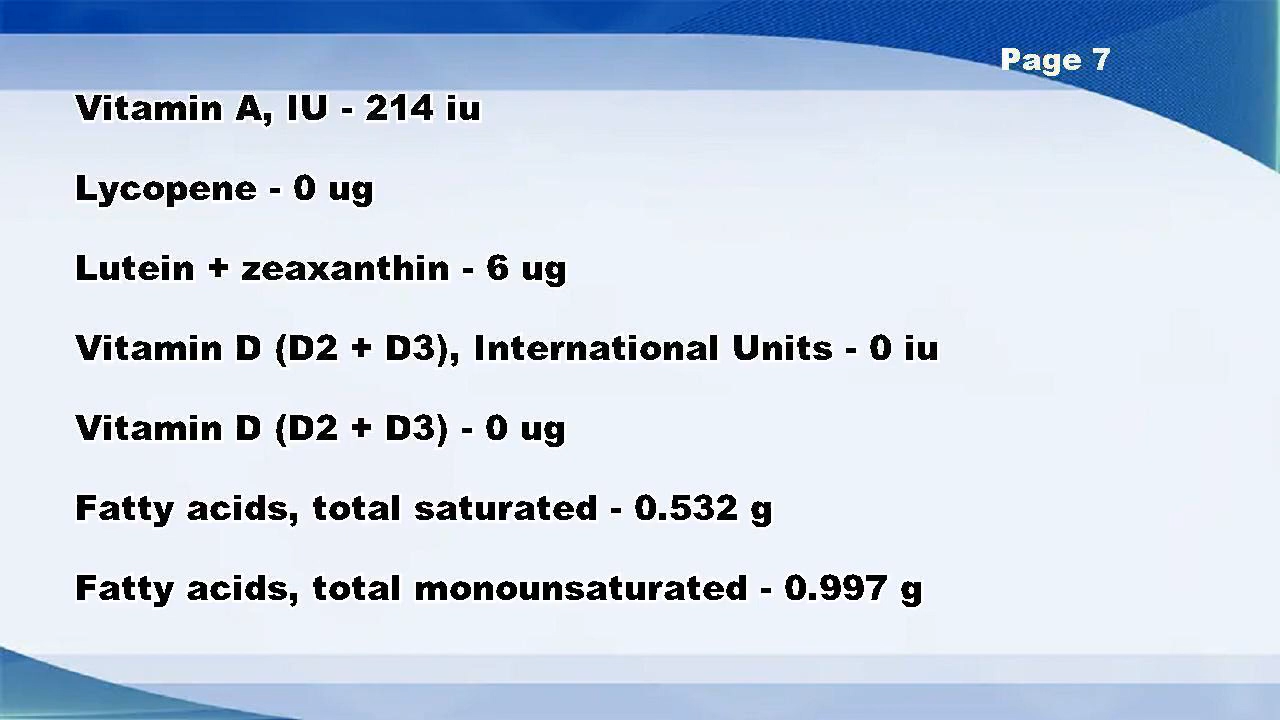 Page 7
Vitamin A, IU - 214 iu
Lycopene - 0 ug
Lutein + zeaxanthin - 6 ug
Vitamin D (D2 + D3), International Units - 0 iu
Vitamin D (D2 + D3) - 0 ug
Fatty acids, total saturated - 0.532 g
Fatty acids, total monounsaturated - 0.997 g